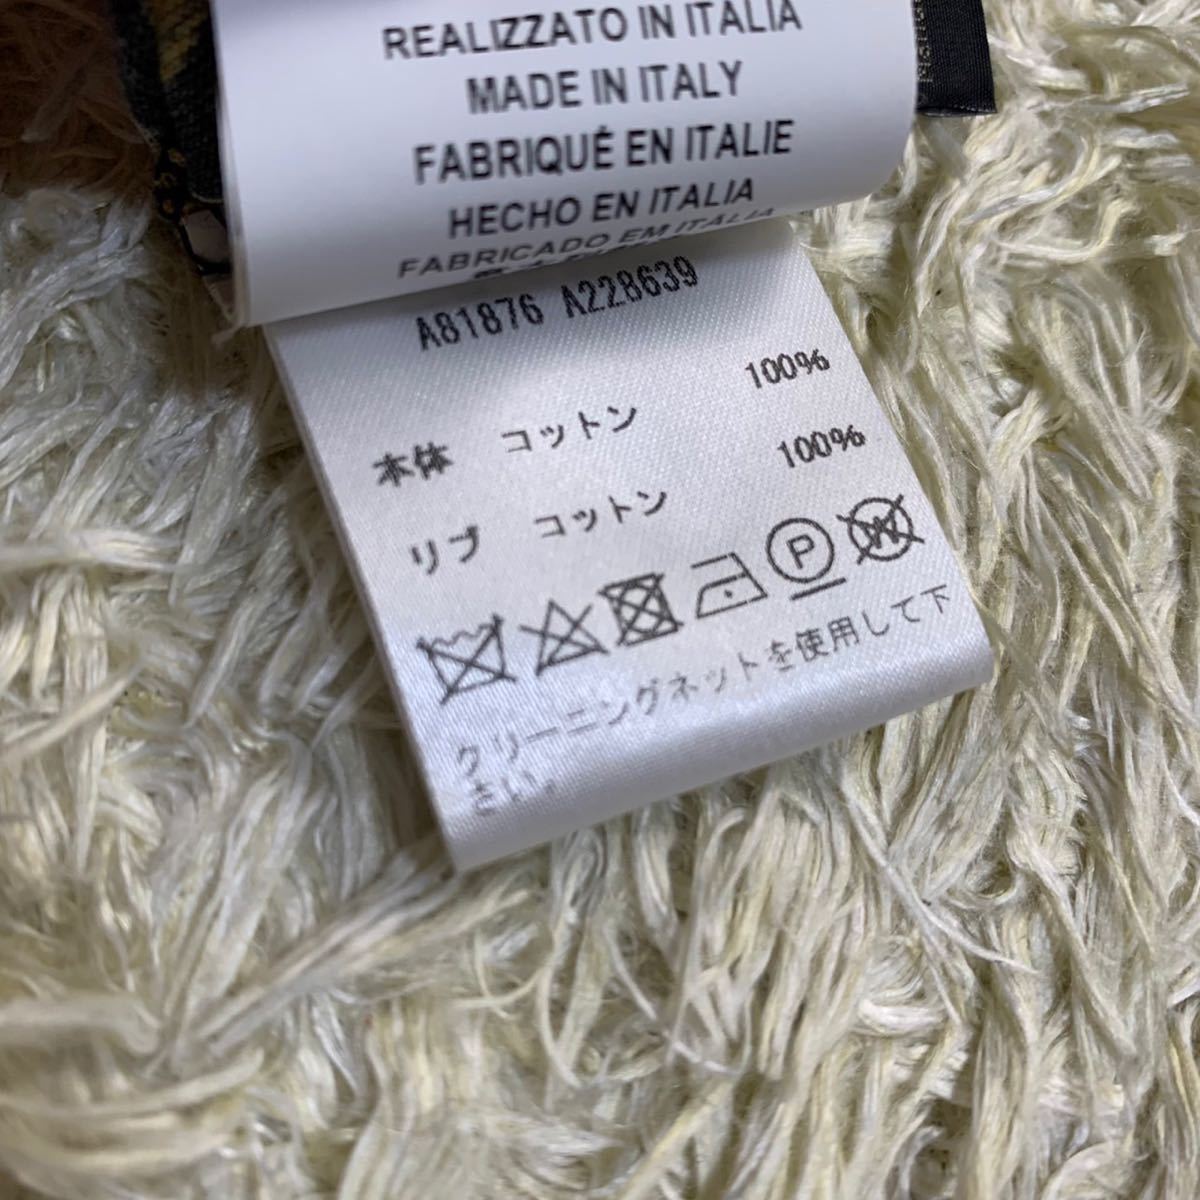 REALIZZATO IN ITALIA
MADE IN ITALY
FABRIQUÉ EN ITALIE
HECHO EN ITALIA
FABRICADO EM ITALIA
A81876 A228639
本体 コットン 100%
リブ コットン 100%
P W
クリーニングネットを使用して下
さい。